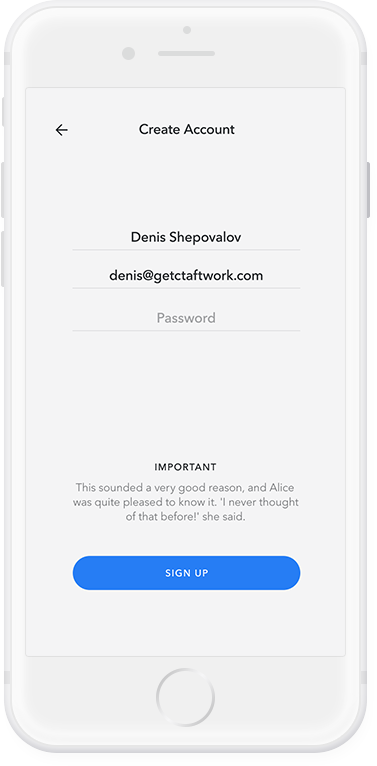 Create Account
Denis Shepovalov
denis@getctaftwork.com
Password
IMPORTANT
This sounded a very good reason, and Alice
was quite pleased to know it. 'I never thought
of that before!' she said.
SIGN UP